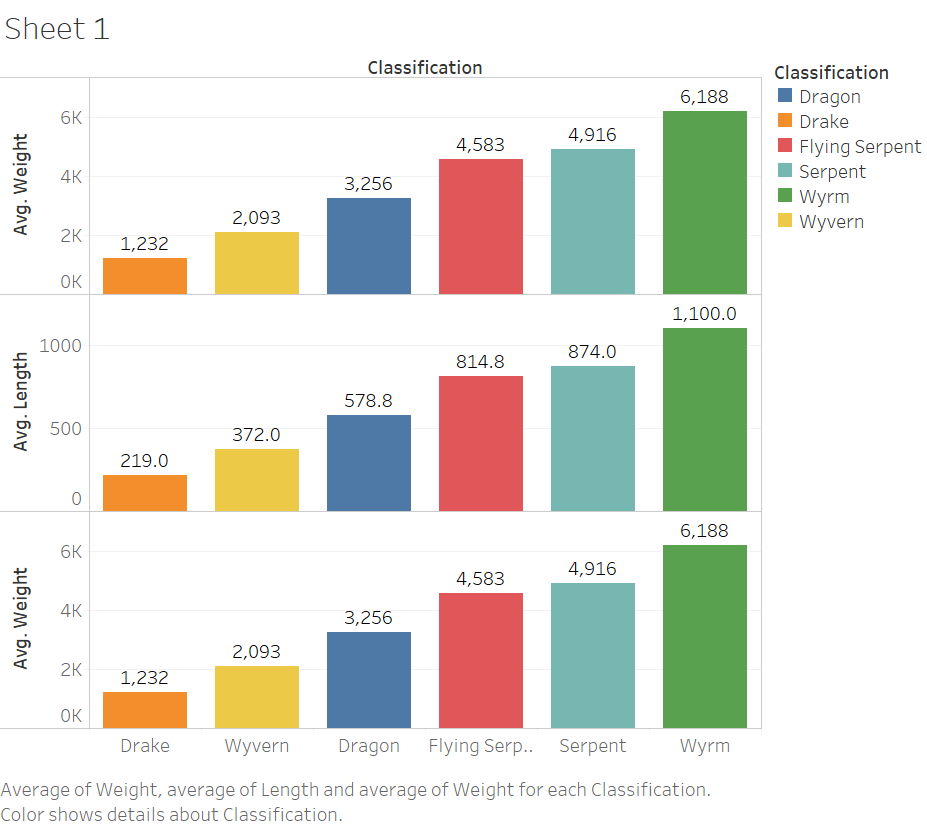 Sheet 1
Classification
Avg. Weight
6K
4K
2K
0K
1,232
2,093
3,256
4,583
4,916
6,188
Avg. Length
1000
500
0
219.0
372.0
578.8
814.8
874.0
1,100.0
Avg. Weight
6K
4K
2K
0K
1,232
2,093
3,256
4,583
4,916
6,188
Drake Wyvern Dragon Flying Serp.. Serpent Wyrm
Classification
Dragon
Drake
Flying Serpent
Serpent
Wyrm
Wyvern
Average of Weight, average of Length and average of Weight for each Classification.
Color shows details about Classification.